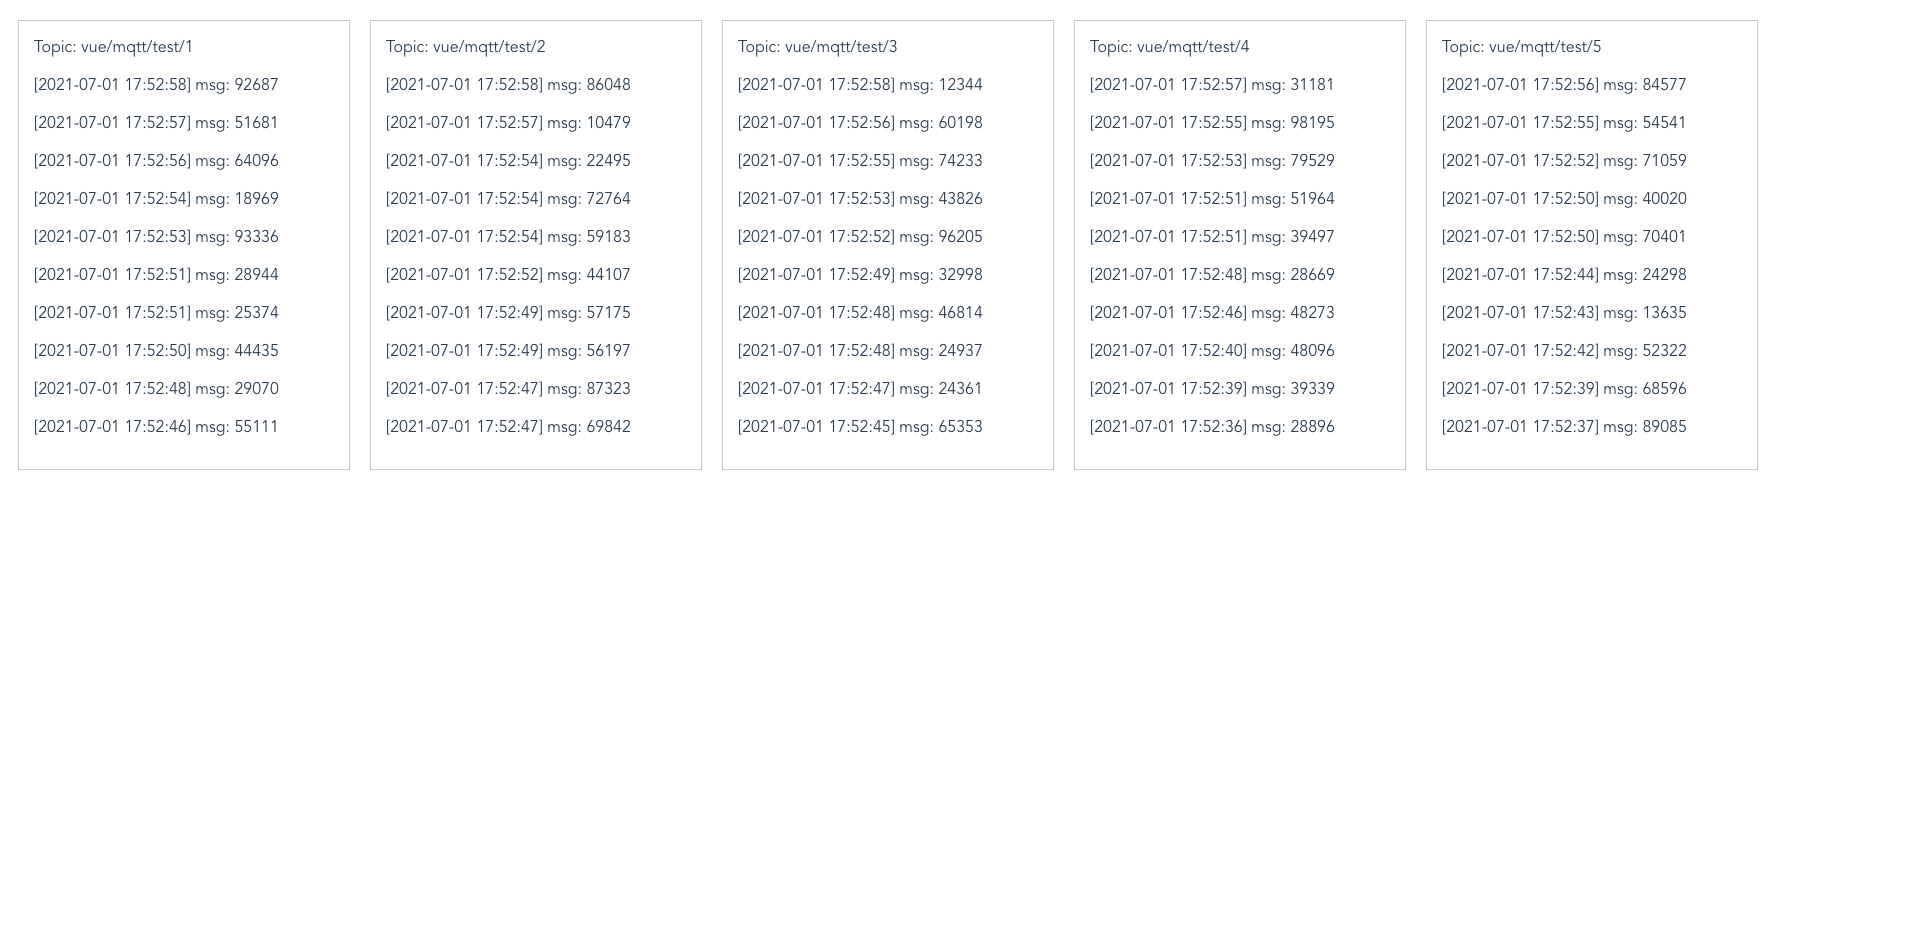 Topic: vue/mqtt/test/1
[2021-07-01 17:52:58] msg: 92687
[2021-07-01 17:52:57] msg: 51681
[2021-07-01 17:52:56] msg: 64096
[2021-07-01 17:52:54] msg: 18969
[2021-07-01 17:52:53] msg: 93336
[2021-07-01 17:52:51] msg: 28944
[2021-07-01 17:52:51] msg: 25374
[2021-07-01 17:52:50] msg: 44435
[2021-07-01 17:52:48] msg: 29070
[2021-07-01 17:52:46] msg: 55111
Topic: vue/mqtt/test/2
[2021-07-01 17:52:58] msg: 86048
[2021-07-01 17:52:57] msg: 10479
[2021-07-01 17:52:54] msg: 22495
[2021-07-01 17:52:54] msg: 72764
[2021-07-01 17:52:54] msg: 59183
[2021-07-01 17:52:52] msg: 44107
[2021-07-01 17:52:49] msg: 57175
[2021-07-01 17:52:49] msg: 56197
[2021-07-01 17:52:47] msg: 87323
[2021-07-01 17:52:47] msg: 69842
Topic: vue/mqtt/test/3
[2021-07-01 17:52:58] msg: 12344
[2021-07-01 17:52:56] msg: 60198
[2021-07-01 17:52:55] msg: 74233
[2021-07-01 17:52:53] msg: 43826
[2021-07-01 17:52:52] msg: 96205
[2021-07-01 17:52:49] msg: 32998
[2021-07-01 17:52:48] msg: 46814
[2021-07-01 17:52:48] msg: 24937
[2021-07-01 17:52:47] msg: 24361
[2021-07-01 17:52:45] msg: 65353
Topic: vue/mqtt/test/4
[2021-07-01 17:52:57] msg: 31181
[2021-07-01 17:52:55] msg: 98195
[2021-07-01 17:52:53] msg: 79529
[2021-07-01 17:52:51] msg: 51964
[2021-07-01 17:52:51] msg: 39497
[2021-07-01 17:52:48] msg: 28669
[2021-07-01 17:52:46] msg: 48273
[2021-07-01 17:52:40] msg: 48096
[2021-07-01 17:52:39] msg: 39339
[2021-07-01 17:52:36] msg: 28896
Topic: vue/mqtt/test/5
[2021-07-01 17:52:56] msg: 84577
[2021-07-01 17:52:55] msg: 54541
[2021-07-01 17:52:52] msg: 71059
[2021-07-01 17:52:50] msg: 40020
[2021-07-01 17:52:50] msg: 70401
[2021-07-01 17:52:44] msg: 24298
[2021-07-01 17:52:43] msg: 13635
[2021-07-01 17:52:42] msg: 52322
[2021-07-01 17:52:39] msg: 68596
[2021-07-01 17:52:37] msg: 89085